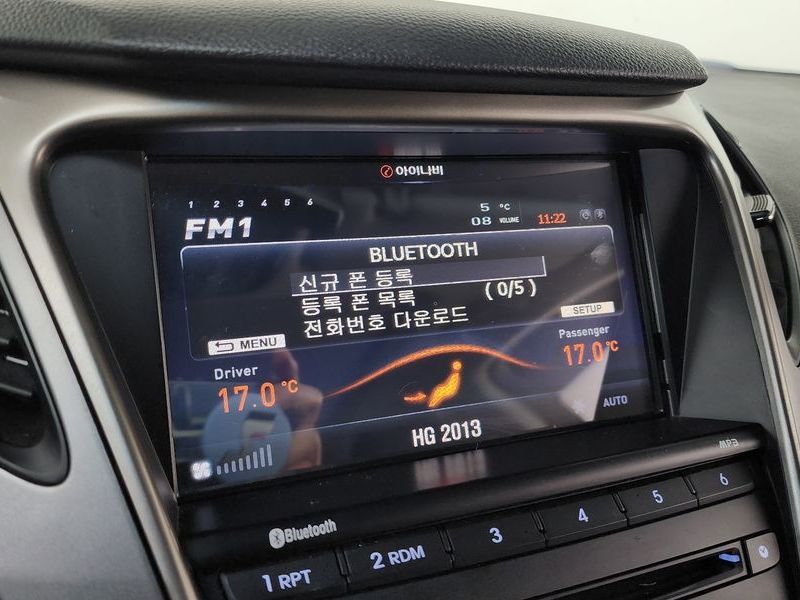 아이나비
1 2 3 4 5 6
5 °C
FM1
08 VOLUME
11:22
BLUETOOTH
신규 폰 등록
등록 폰 목록 ( 0/5 )
전화번호 다운로드
MENU
SETUP
Driver
Passenger
17.0 °C
17.0 °C
AUTO
HG 2013
MP3
Bluetooth
1 RPT
2 RDM
3
4
5
6